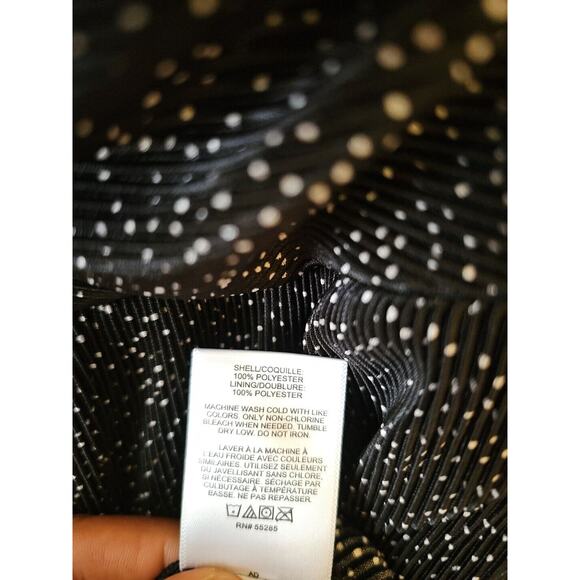 SHELL/COQUILLE:
100% POLYESTER
LINING/DOUBLURE:
100% POLYESTER
MACHINE WASH COLD WITH LIKE
COLORS. ONLY NON-CHLORINE
BLEACH WHEN NEEDED. TUMBLE
DRY LOW. DO NOT IRON.
LAVER À LA MACHINE À
L'EAU FROIDE AVEC COULEURS
SIMILAIRES. UTILISEZ SEULEMENT
DU JAVELLISANT SANS CHLORE,
SI NÉCESSAIRE. SÉCHAGE PAR
CULBUTAGE À TEMPÉRATURE
BASSE. NE PAS REPASSER.
RN# 55285
AD